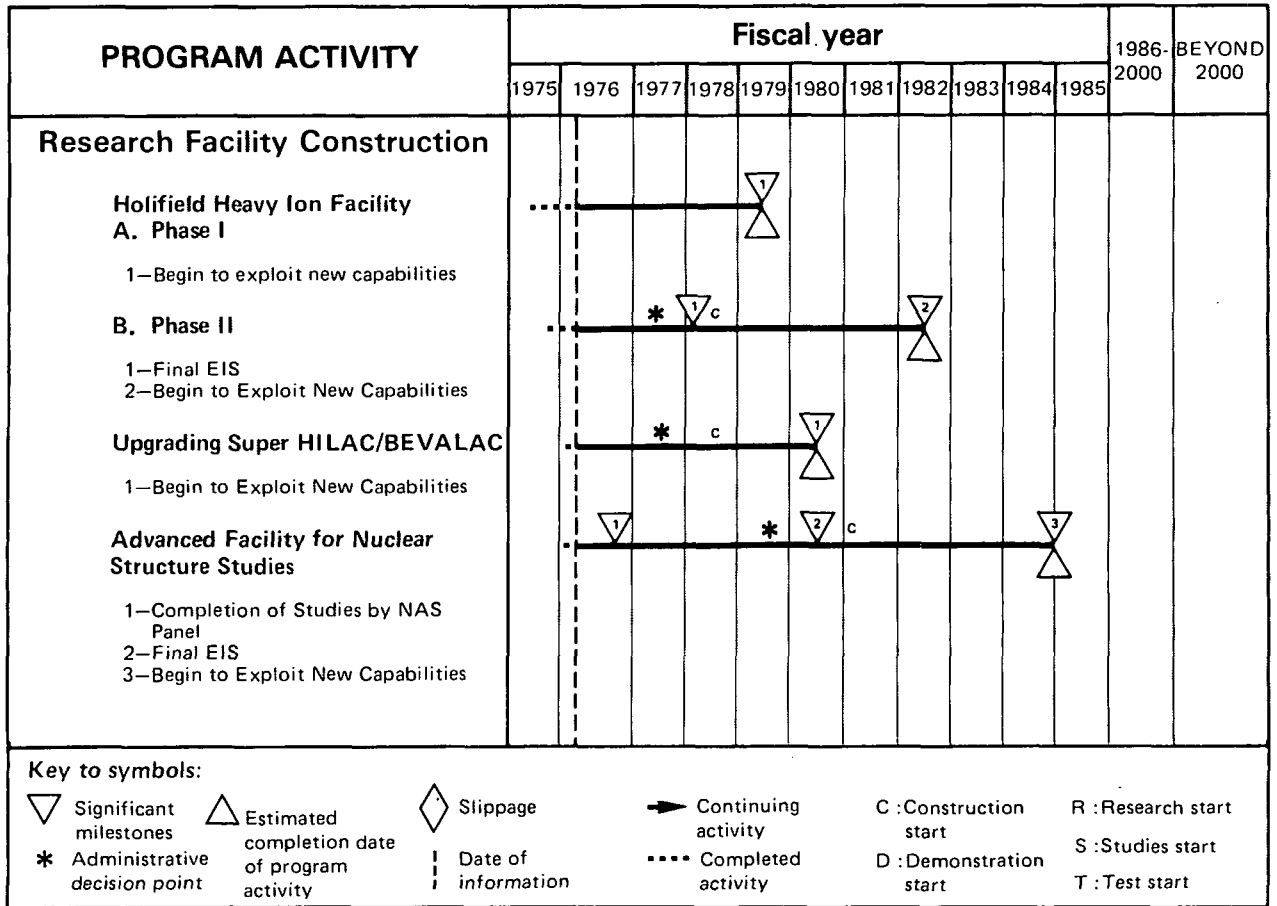 PROGRAM ACTIVITY
Fiscal year
1975 1976 1977 1978 1979 1980 1981 1982 1983 1984 1985
1986-
2000
BEYOND
2000
Research Facility Construction
Holifield Heavy Ion Facility
A. Phase I
1
1—Begin to exploit new capabilities
B. Phase II
* 1 C 2
1—Final EIS
2—Begin to Exploit New Capabilities
Upgrading Super HILAC/BEVALAC
* C 1
1—Begin to Exploit New Capabilities
Advanced Facility for Nuclear
Structure Studies
1 * 2 C 3
1—Completion of Studies by NAS
Panel
2—Final EIS
3—Begin to Exploit New Capabilities
Key to symbols:
Significant
milestones
* Administrative
decision point
Estimated
completion date
of program
activity
Slippage
Date of
information
Continuing
activity
Completed
activity
C :Construction
start
D :Demonstration
start
R :Research start
S :Studies start
T :Test start